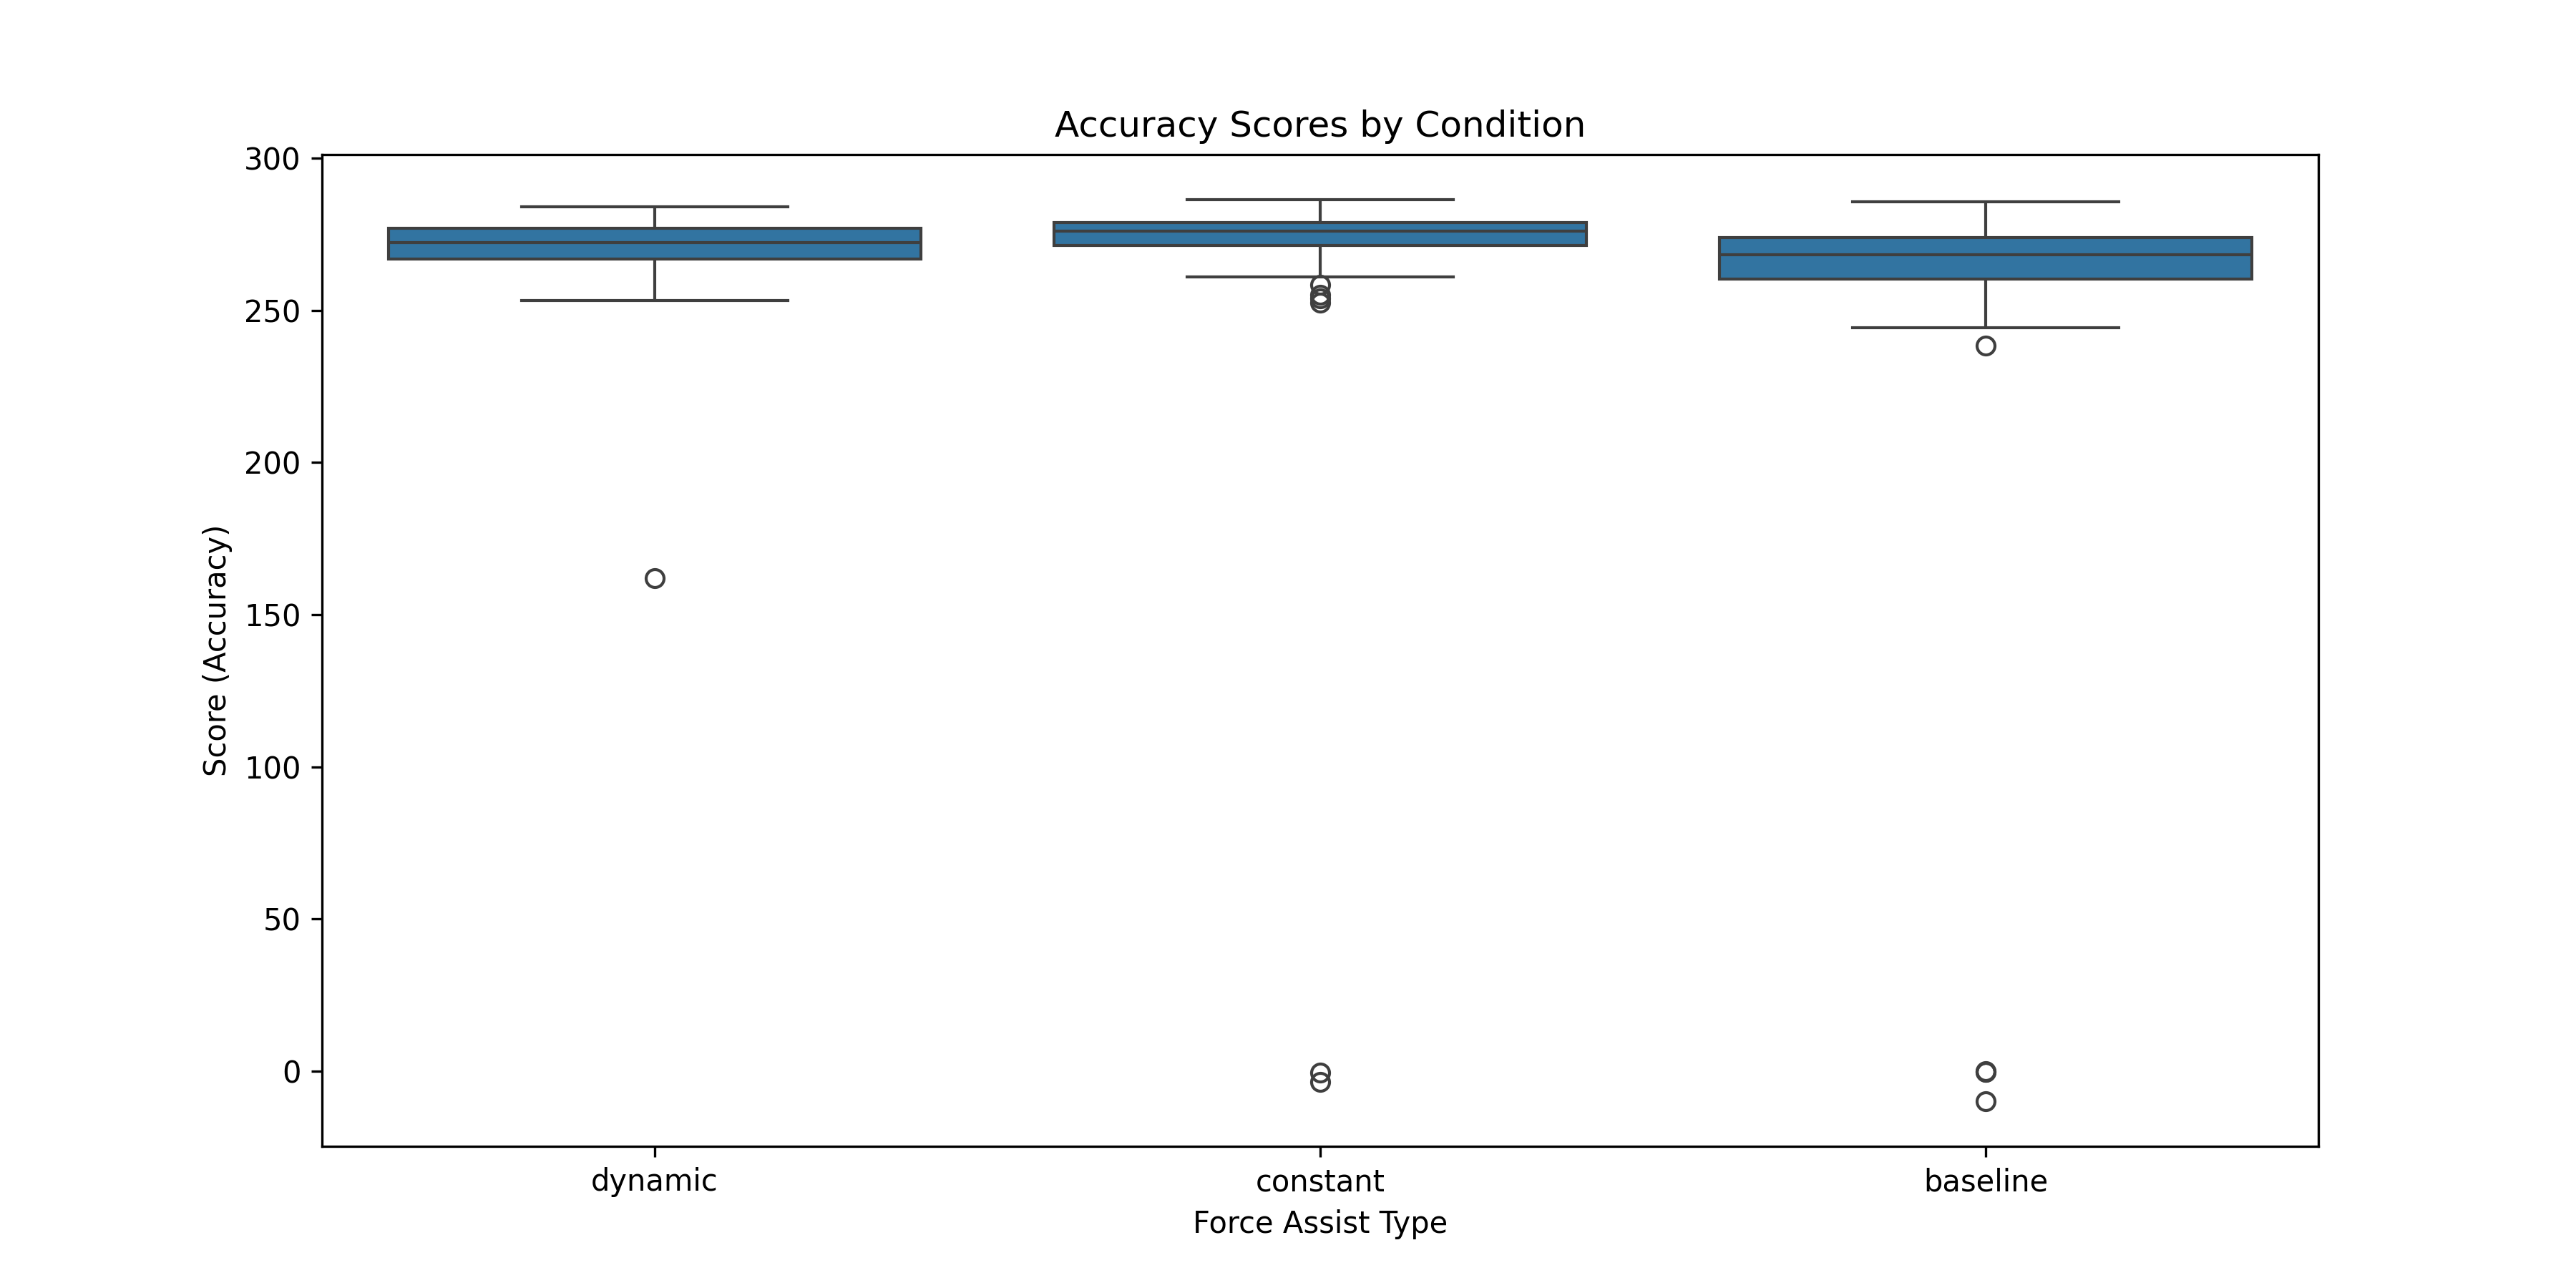 Accuracy Scores by Condition
300
250
200
150
100
50
0
Score (Accuracy)
dynamic
constant
baseline
Force Assist Type